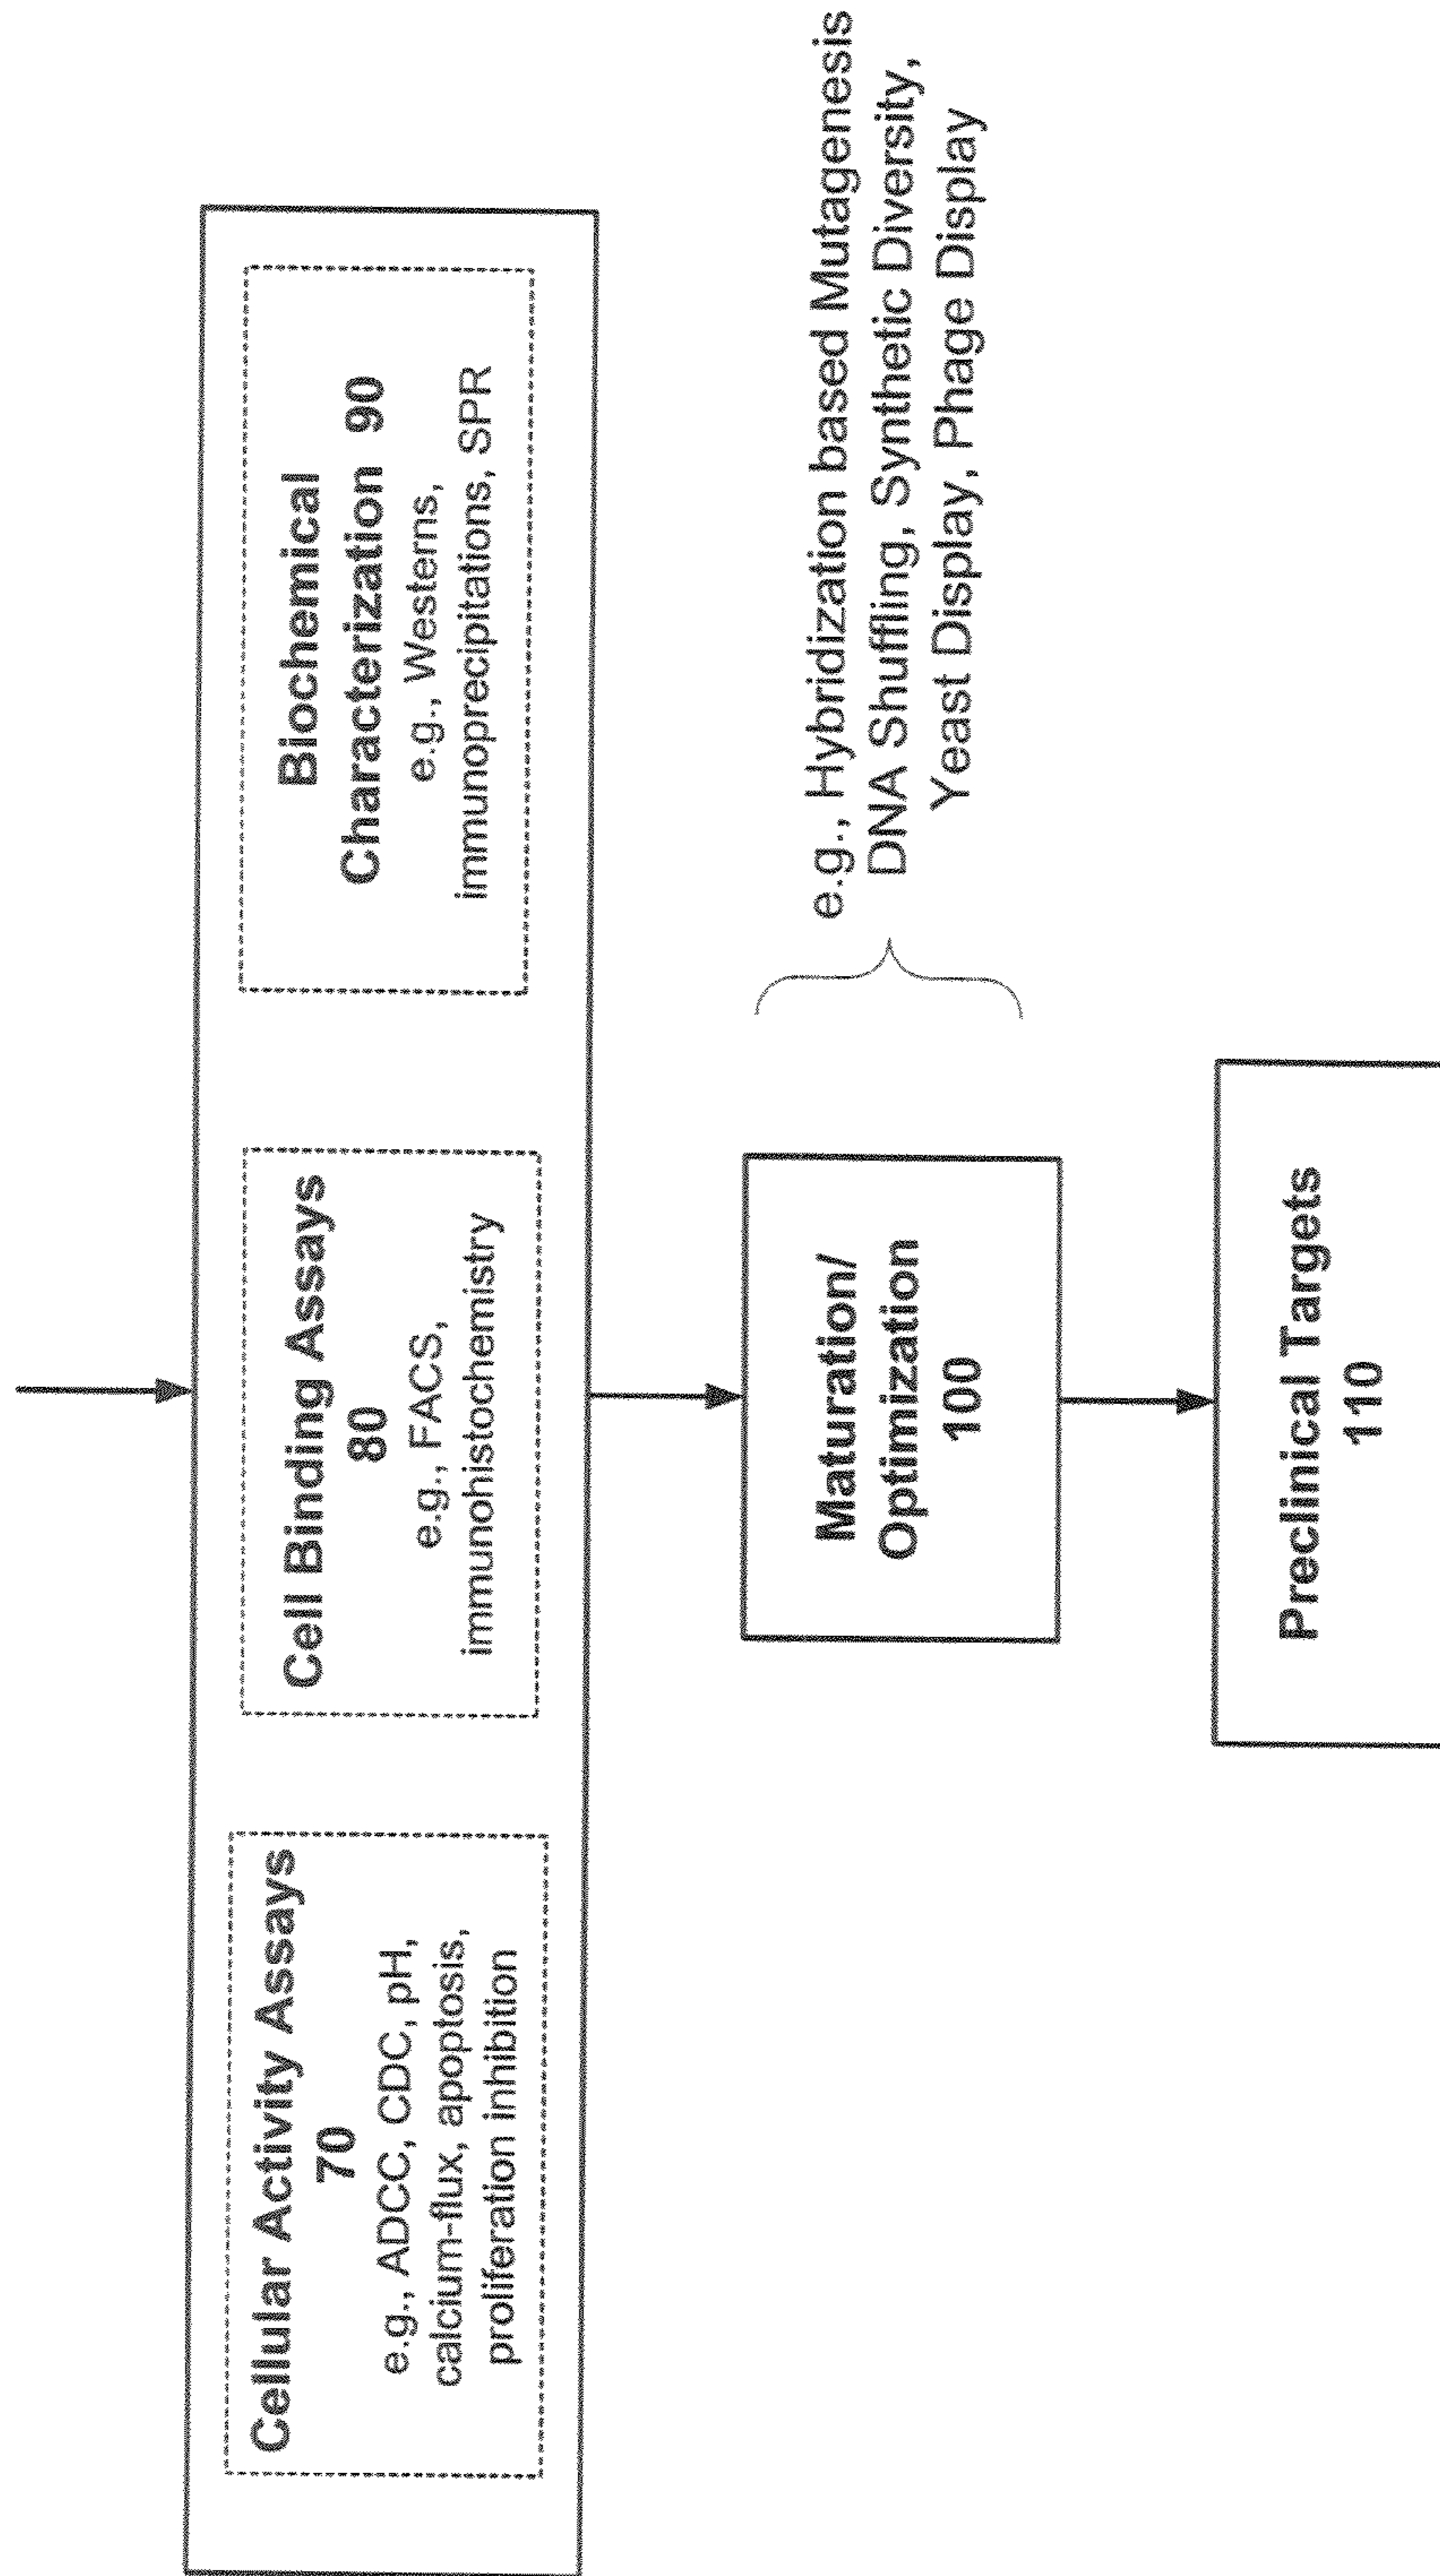 Cellular Activity Assays
70
e.g., ADCC, CDC, pH,
calcium-flux, apoptosis,
proliferation inhibition
Cell Binding Assays
80
e.g., FACS,
immunohistochemistry
Biochemical
Characterization 90
e.g., Westerns,
immunoprecipitations, SPR
Maturation/
Optimization
100
e.g., Hybridization based Mutagenesis
DNA Shuffling, Synthetic Diversity,
Yeast Display, Phage Display
Preclinical Targets
110